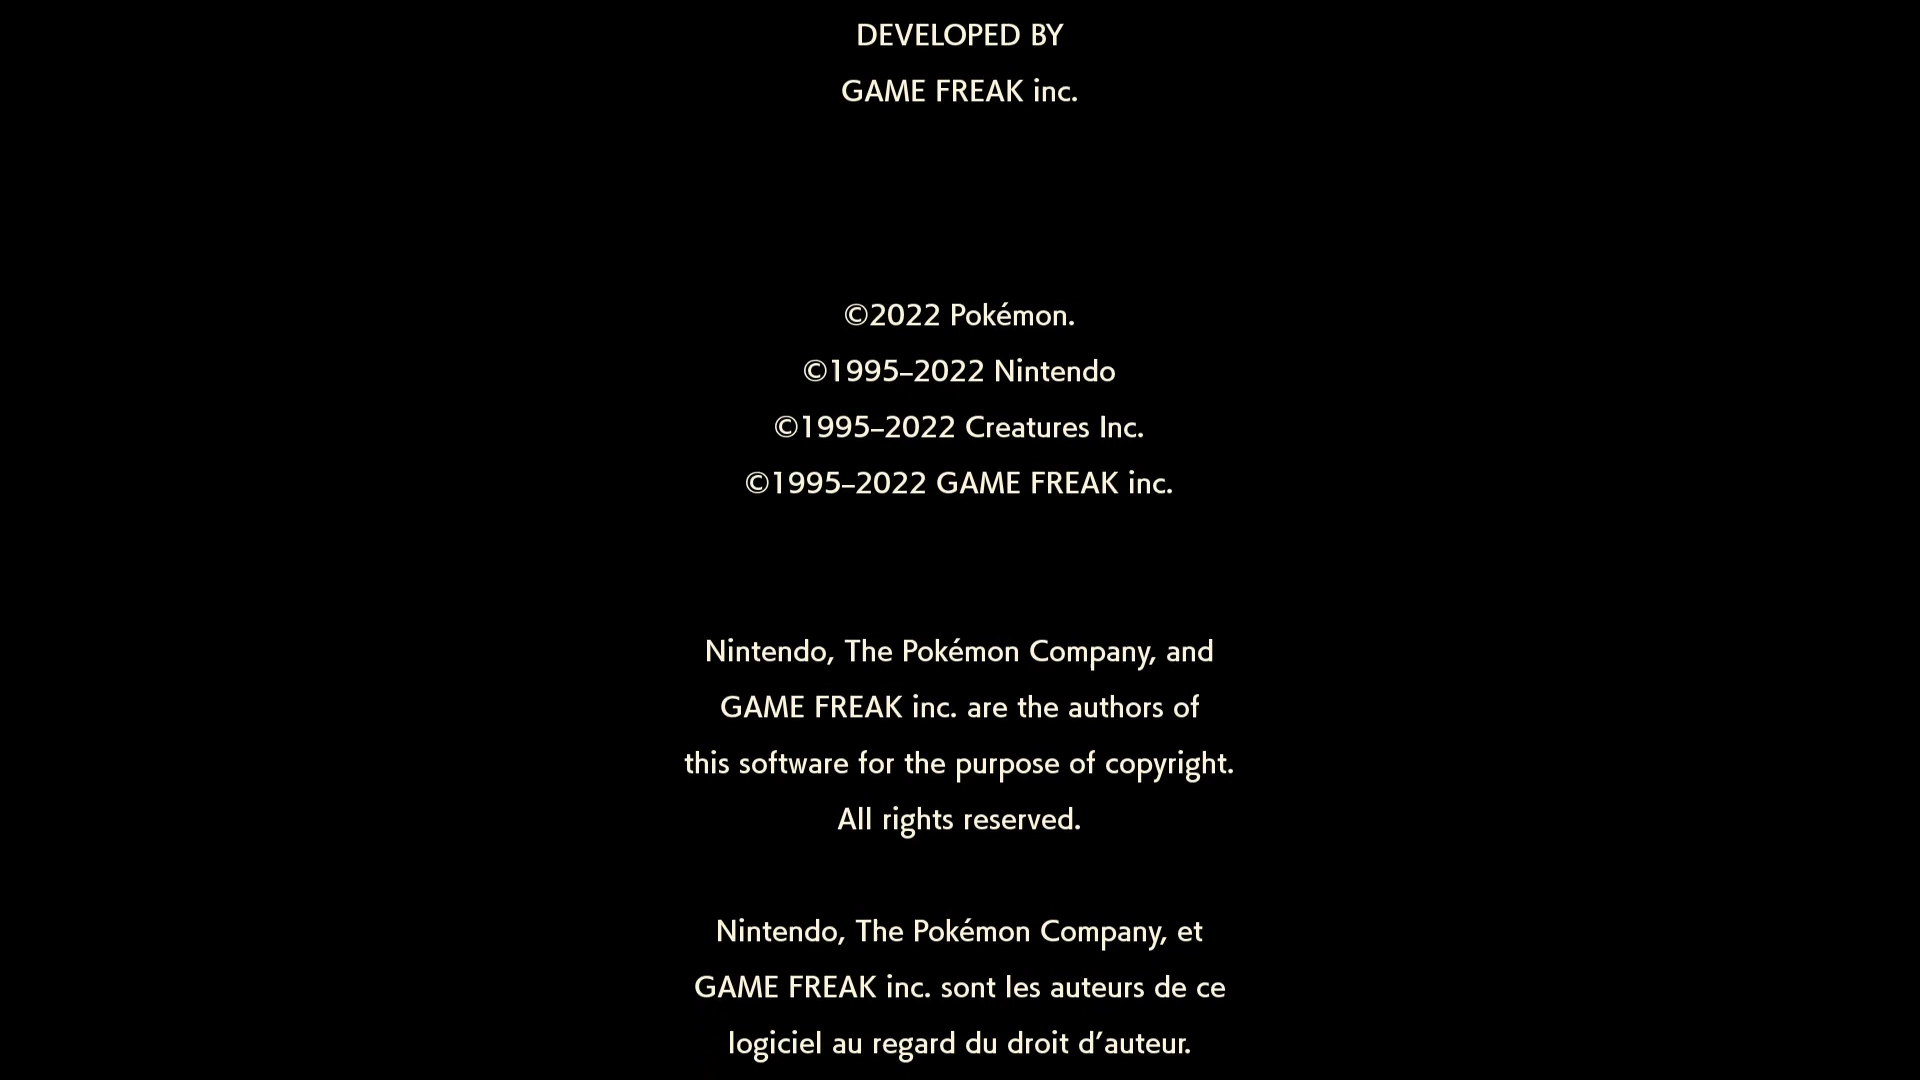 DEVELOPED BY
GAME FREAK inc.
©2022 Pokémon.
©1995–2022 Nintendo
©1995–2022 Creatures Inc.
©1995–2022 GAME FREAK inc.
Nintendo, The Pokémon Company, and
GAME FREAK inc. are the authors of
this software for the purpose of copyright.
All rights reserved.
Nintendo, The Pokémon Company, et
GAME FREAK inc. sont les auteurs de ce
logiciel au regard du droit d’auteur.